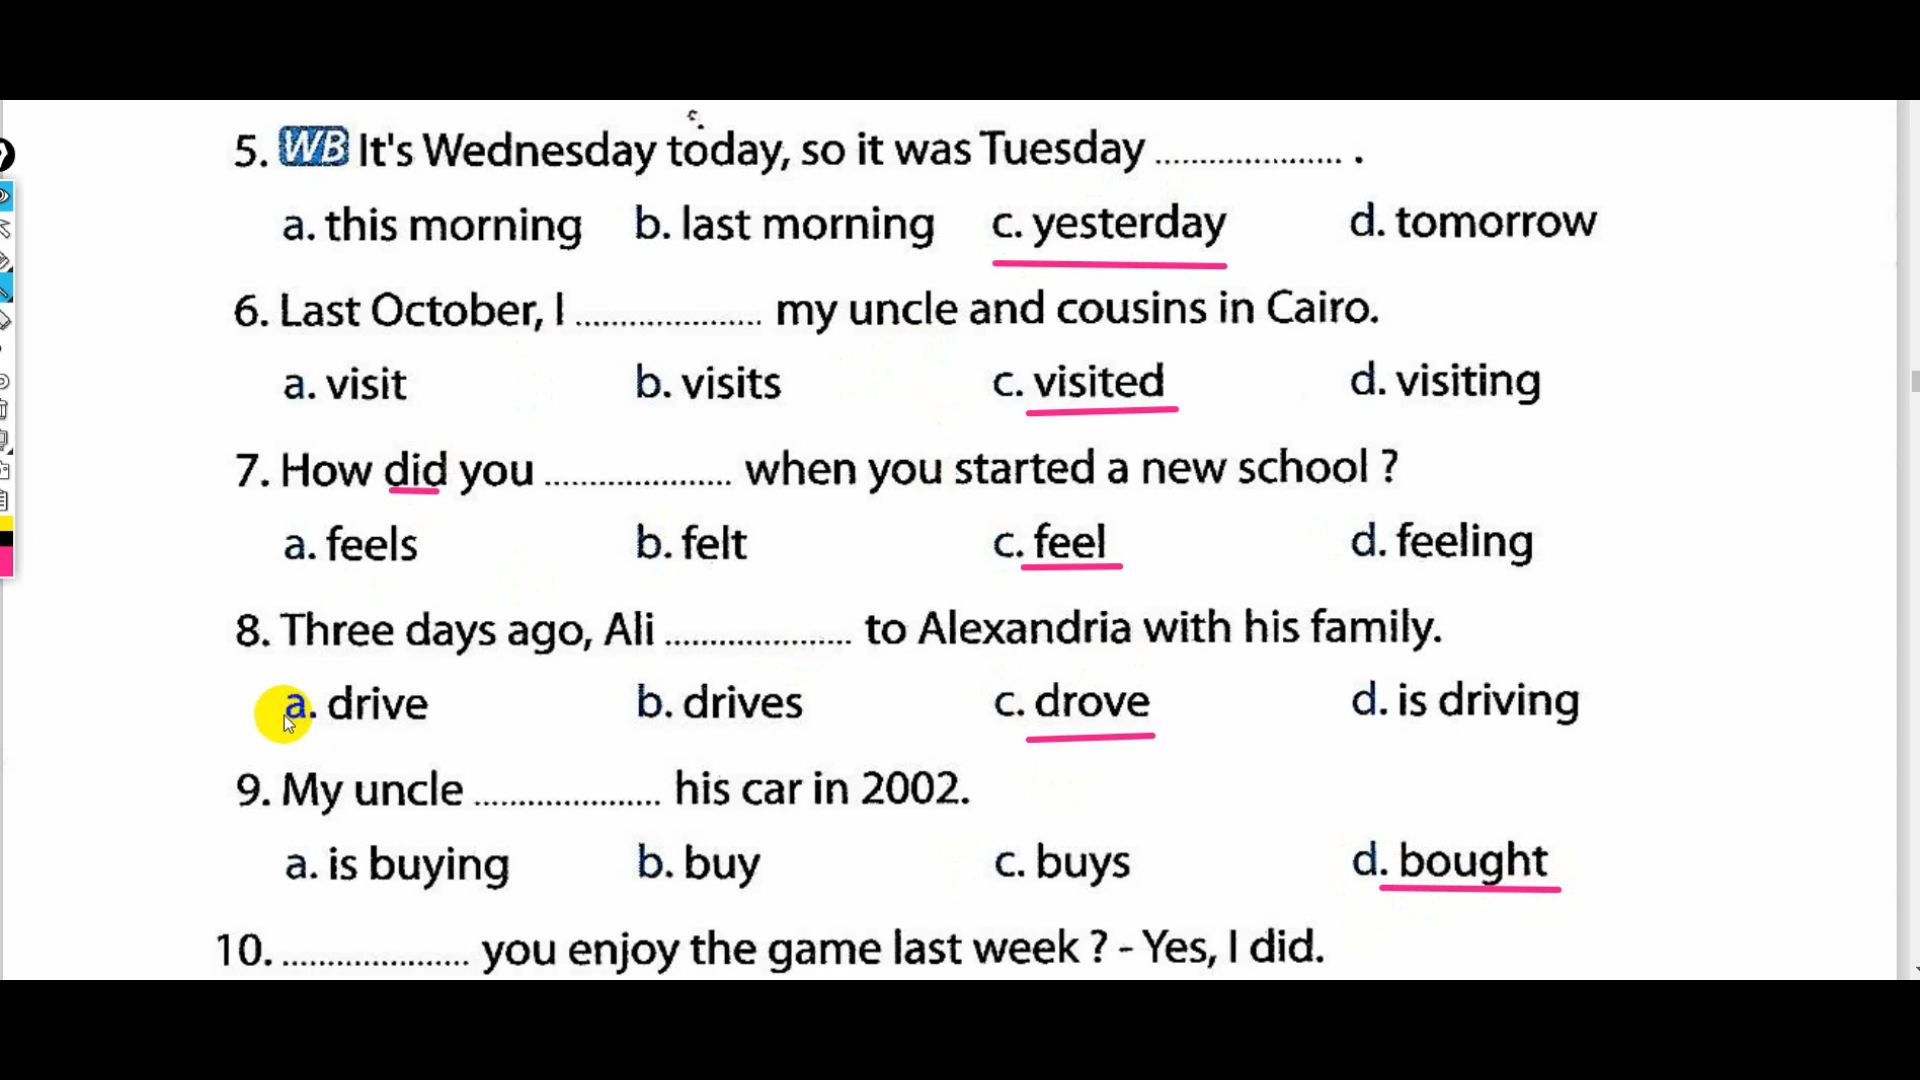 5. WB It's Wednesday today, so it was Tuesday ..................... .
a. this morning b. last morning c. yesterday d. tomorrow
6. Last October, I ..................... my uncle and cousins in Cairo.
a. visit b. visits c. visited d. visiting
7. How did you ..................... when you started a new school ?
a. feels b. felt c. feel d. feeling
8. Three days ago, Ali ..................... to Alexandria with his family.
a. drive b. drives c. drove d. is driving
9. My uncle ..................... his car in 2002.
a. is buying b. buy c. buys d. bought
10. ..................... you enjoy the game last week ? - Yes, I did.